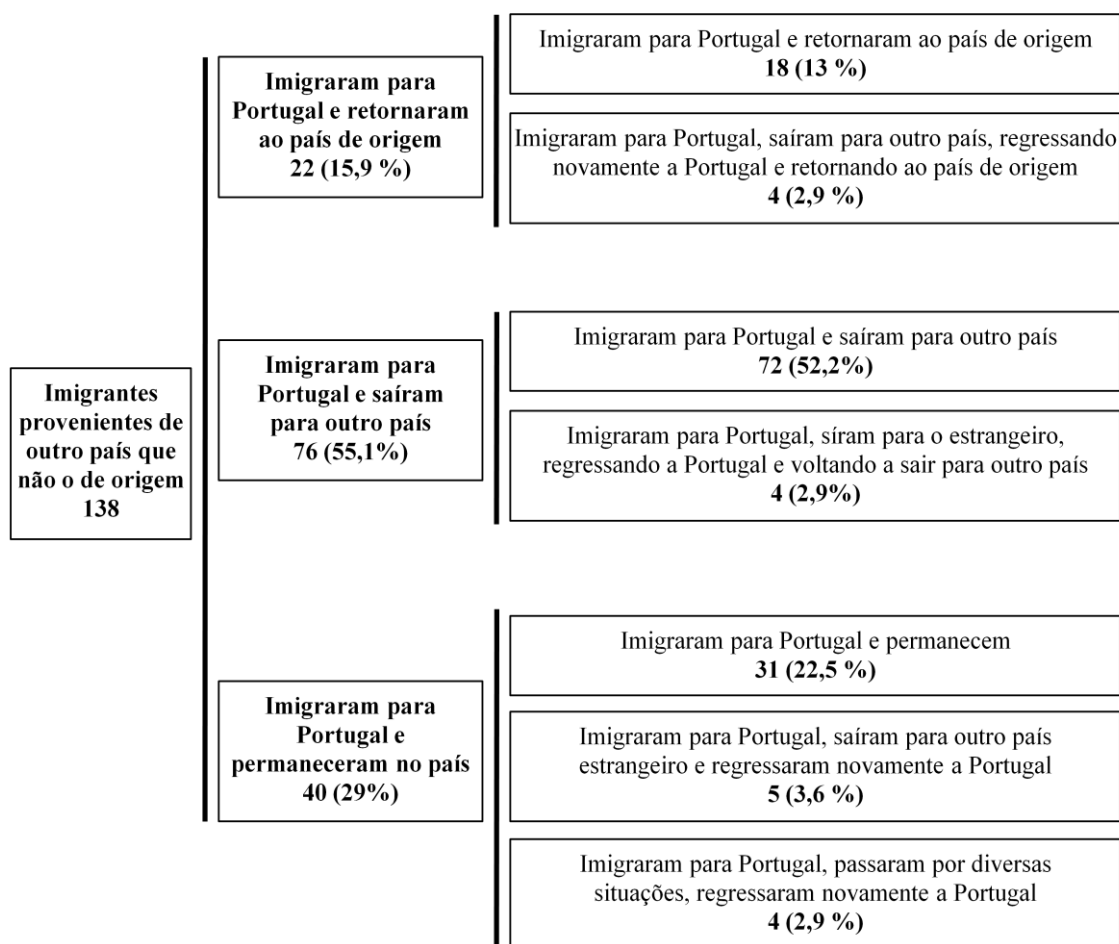 Imigrantes
provenientes de
outro país que
não o de origem
138
Imigraram para
Portugal e retornaram
ao país de origem
22 (15,9 %)
Imigraram para Portugal e retornaram ao país de origem
18 (13 %)
Imigraram para Portugal, saíram para outro país, regressando
novamente a Portugal e retornando ao país de origem
4 (2,9 %)
Imigraram para
Portugal e saíram
para outro país
76 (55,1%)
Imigraram para Portugal e saíram para outro país
72 (52,2%)
Imigraram para Portugal, síram para o estrangeiro,
regressando a Portugal e voltando a sair para outro país
4 (2,9%)
Imigraram para
Portugal e
permaneceram no país
40 (29%)
Imigraram para Portugal e permanecem
31 (22,5 %)
Imigraram para Portugal, saíram para outro país
estrangeiro e regressaram novamente a Portugal
5 (3,6 %)
Imigraram para Portugal, passaram por diversas
situações, regressaram novamente a Portugal
4 (2,9 %)